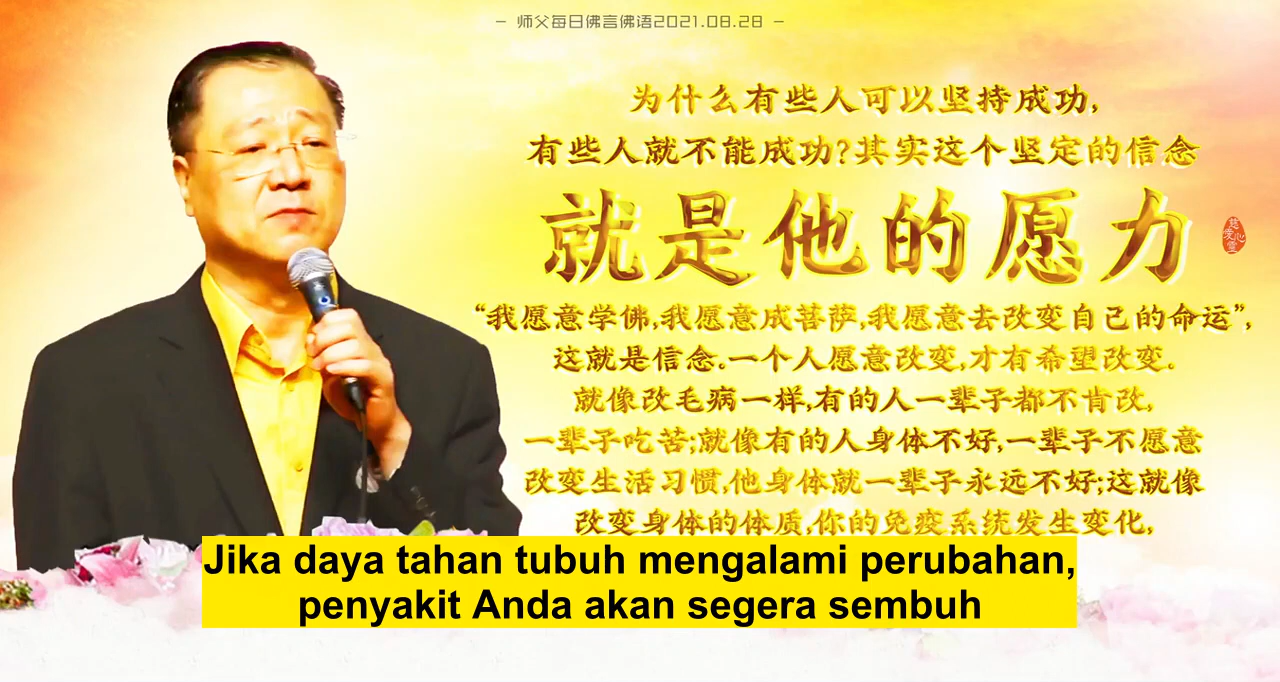 – 师父每日佛言佛语2021.08.28 –
为什么有些人可以坚持成功,
有些人就不能成功?其实这个坚定的信念
就是他的愿力
慈爱心灵
“我愿意学佛,我愿意成菩萨,我愿意去改变自己的命运”,
这就是信念。一个人愿意改变,才有希望改变。
就像改毛病一样,有的人一辈子都不肯改,
一辈子吃苦;就像有的人身体不好,一辈子不愿意
改变生活习惯,他身体就一辈子永远不好;这就像
改变身体的体质,你的免疫系统发生变化,
Jika daya tahan tubuh mengalami perubahan,
penyakit Anda akan segera sembuh